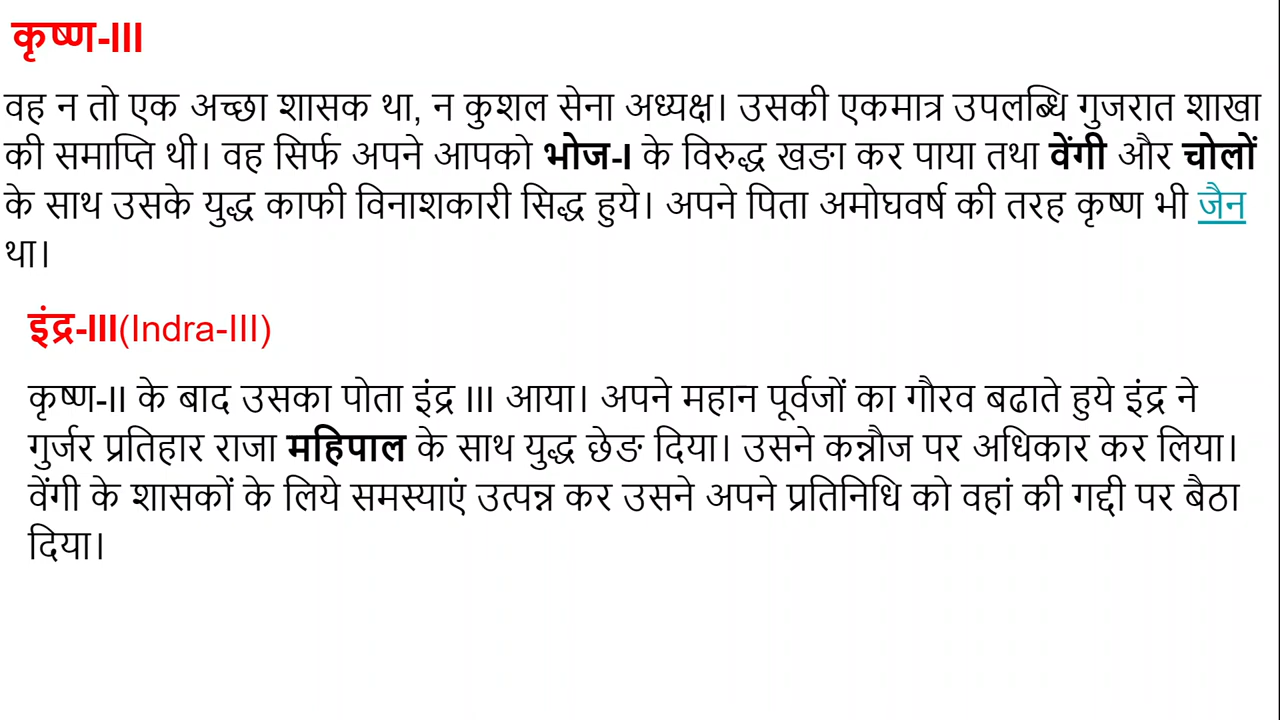 कृष्ण-III
वह न तो एक अच्छा शासक था, न कुशल सेना अध्यक्ष। उसकी एकमात्र उपलब्धि गुजरात शाखा
की समाप्ति थी। वह सिर्फ अपने आपको भोज-I के विरुद्ध खङा कर पाया तथा वेंगी और चोलों
के साथ उसके युद्ध काफी विनाशकारी सिद्ध हुये। अपने पिता अमोघवर्ष की तरह कृष्ण भी जैन
था।
इंद्र-III(Indra-III)
कृष्ण-II के बाद उसका पोता इंद्र III आया। अपने महान पूर्वजों का गौरव बढाते हुये इंद्र ने
गुर्जर प्रतिहार राजा महिपाल के साथ युद्ध छेङ दिया। उसने कन्नौज पर अधिकार कर लिया।
वेंगी के शासकों के लिये समस्याएं उत्पन्न कर उसने अपने प्रतिनिधि को वहां की गद्दी पर बैठा
दिया।